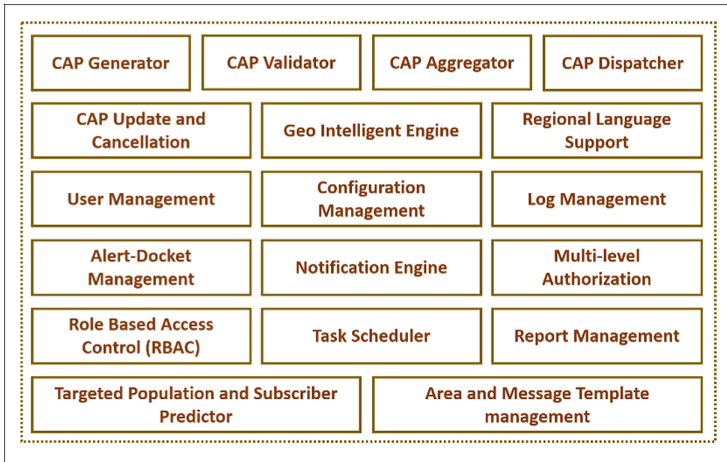 CAP Generator
CAP Validator
CAP Aggregator
CAP Dispatcher
CAP Update and
Cancellation
Geo Intelligent Engine
Regional Language
Support
User Management
Configuration
Management
Log Management
Alert-Docket
Management
Notification Engine
Multi-level
Authorization
Role Based Access
Control (RBAC)
Task Scheduler
Report Management
Targeted Population and Subscriber
Predictor
Area and Message Template
management